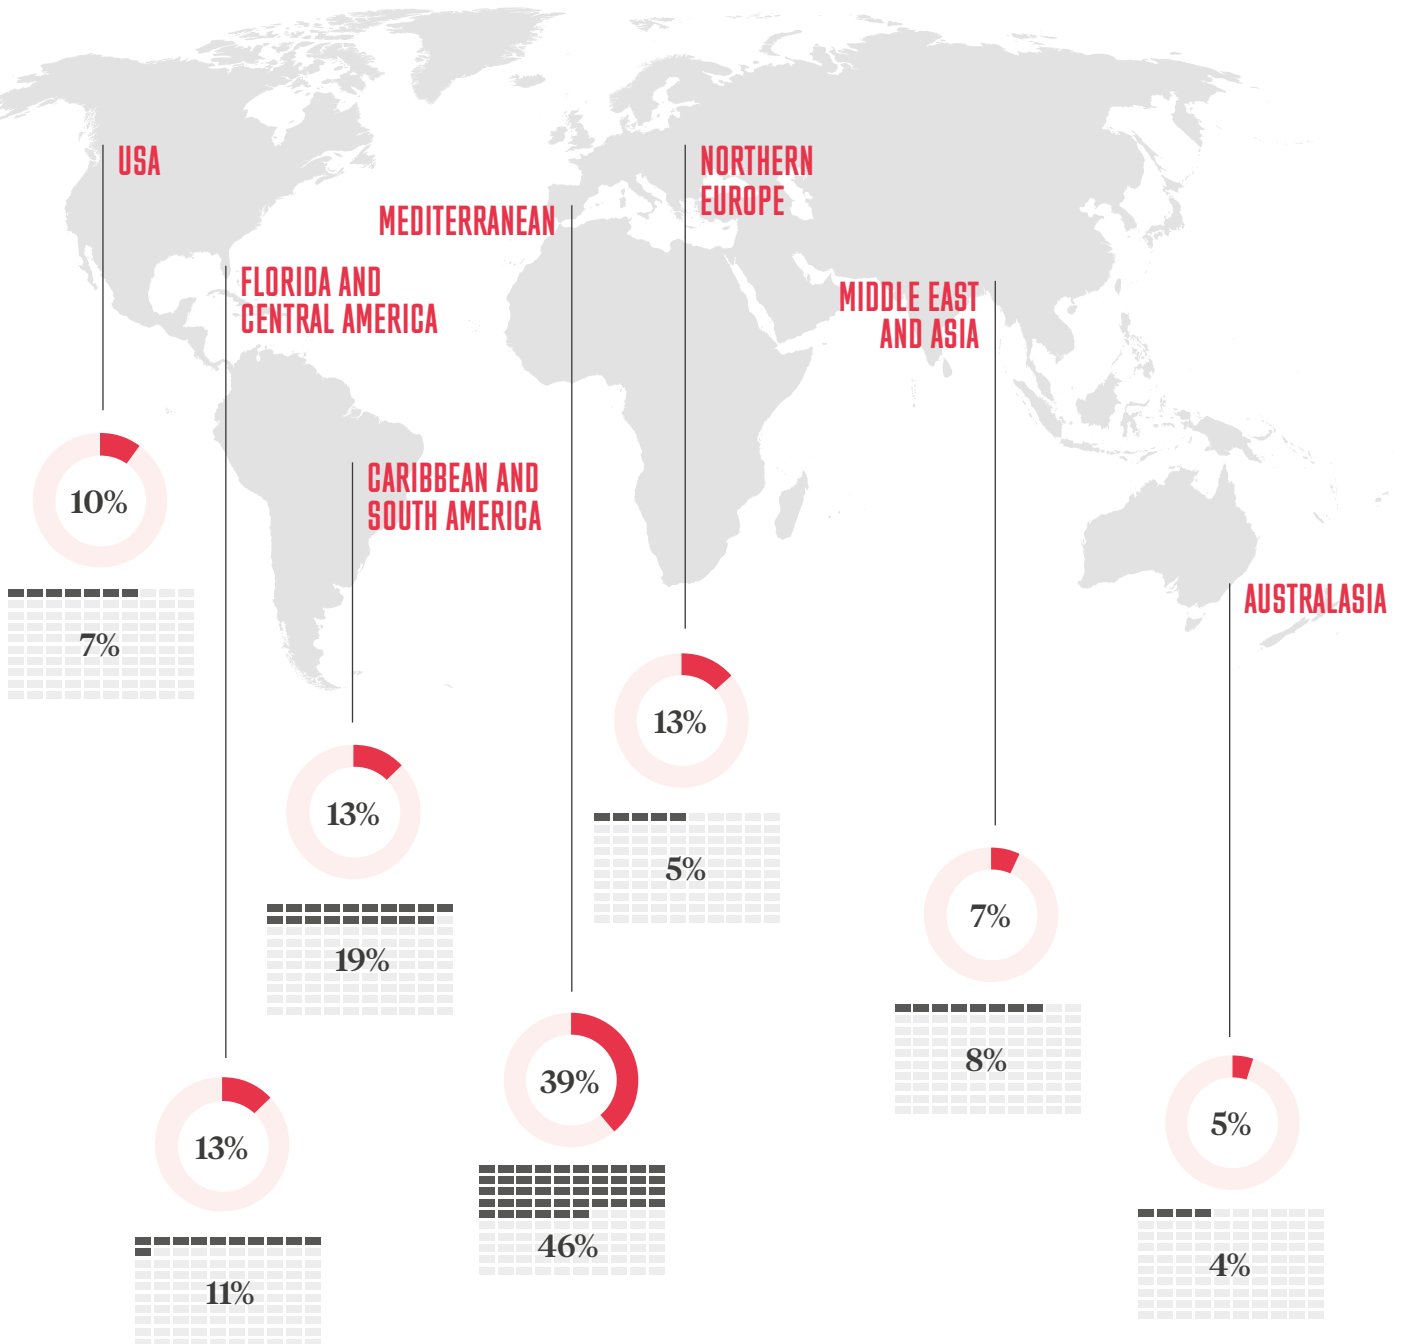 USA
NORTHERN
EUROPE
MEDITERRANEAN
FLORIDA AND
CENTRAL AMERICA
MIDDLE EAST
AND ASIA
CARIBBEAN AND
SOUTH AMERICA
AUSTRALASIA
10%
7%
13%
5%
13%
19%
7%
8%
39%
46%
5%
4%
13%
11%